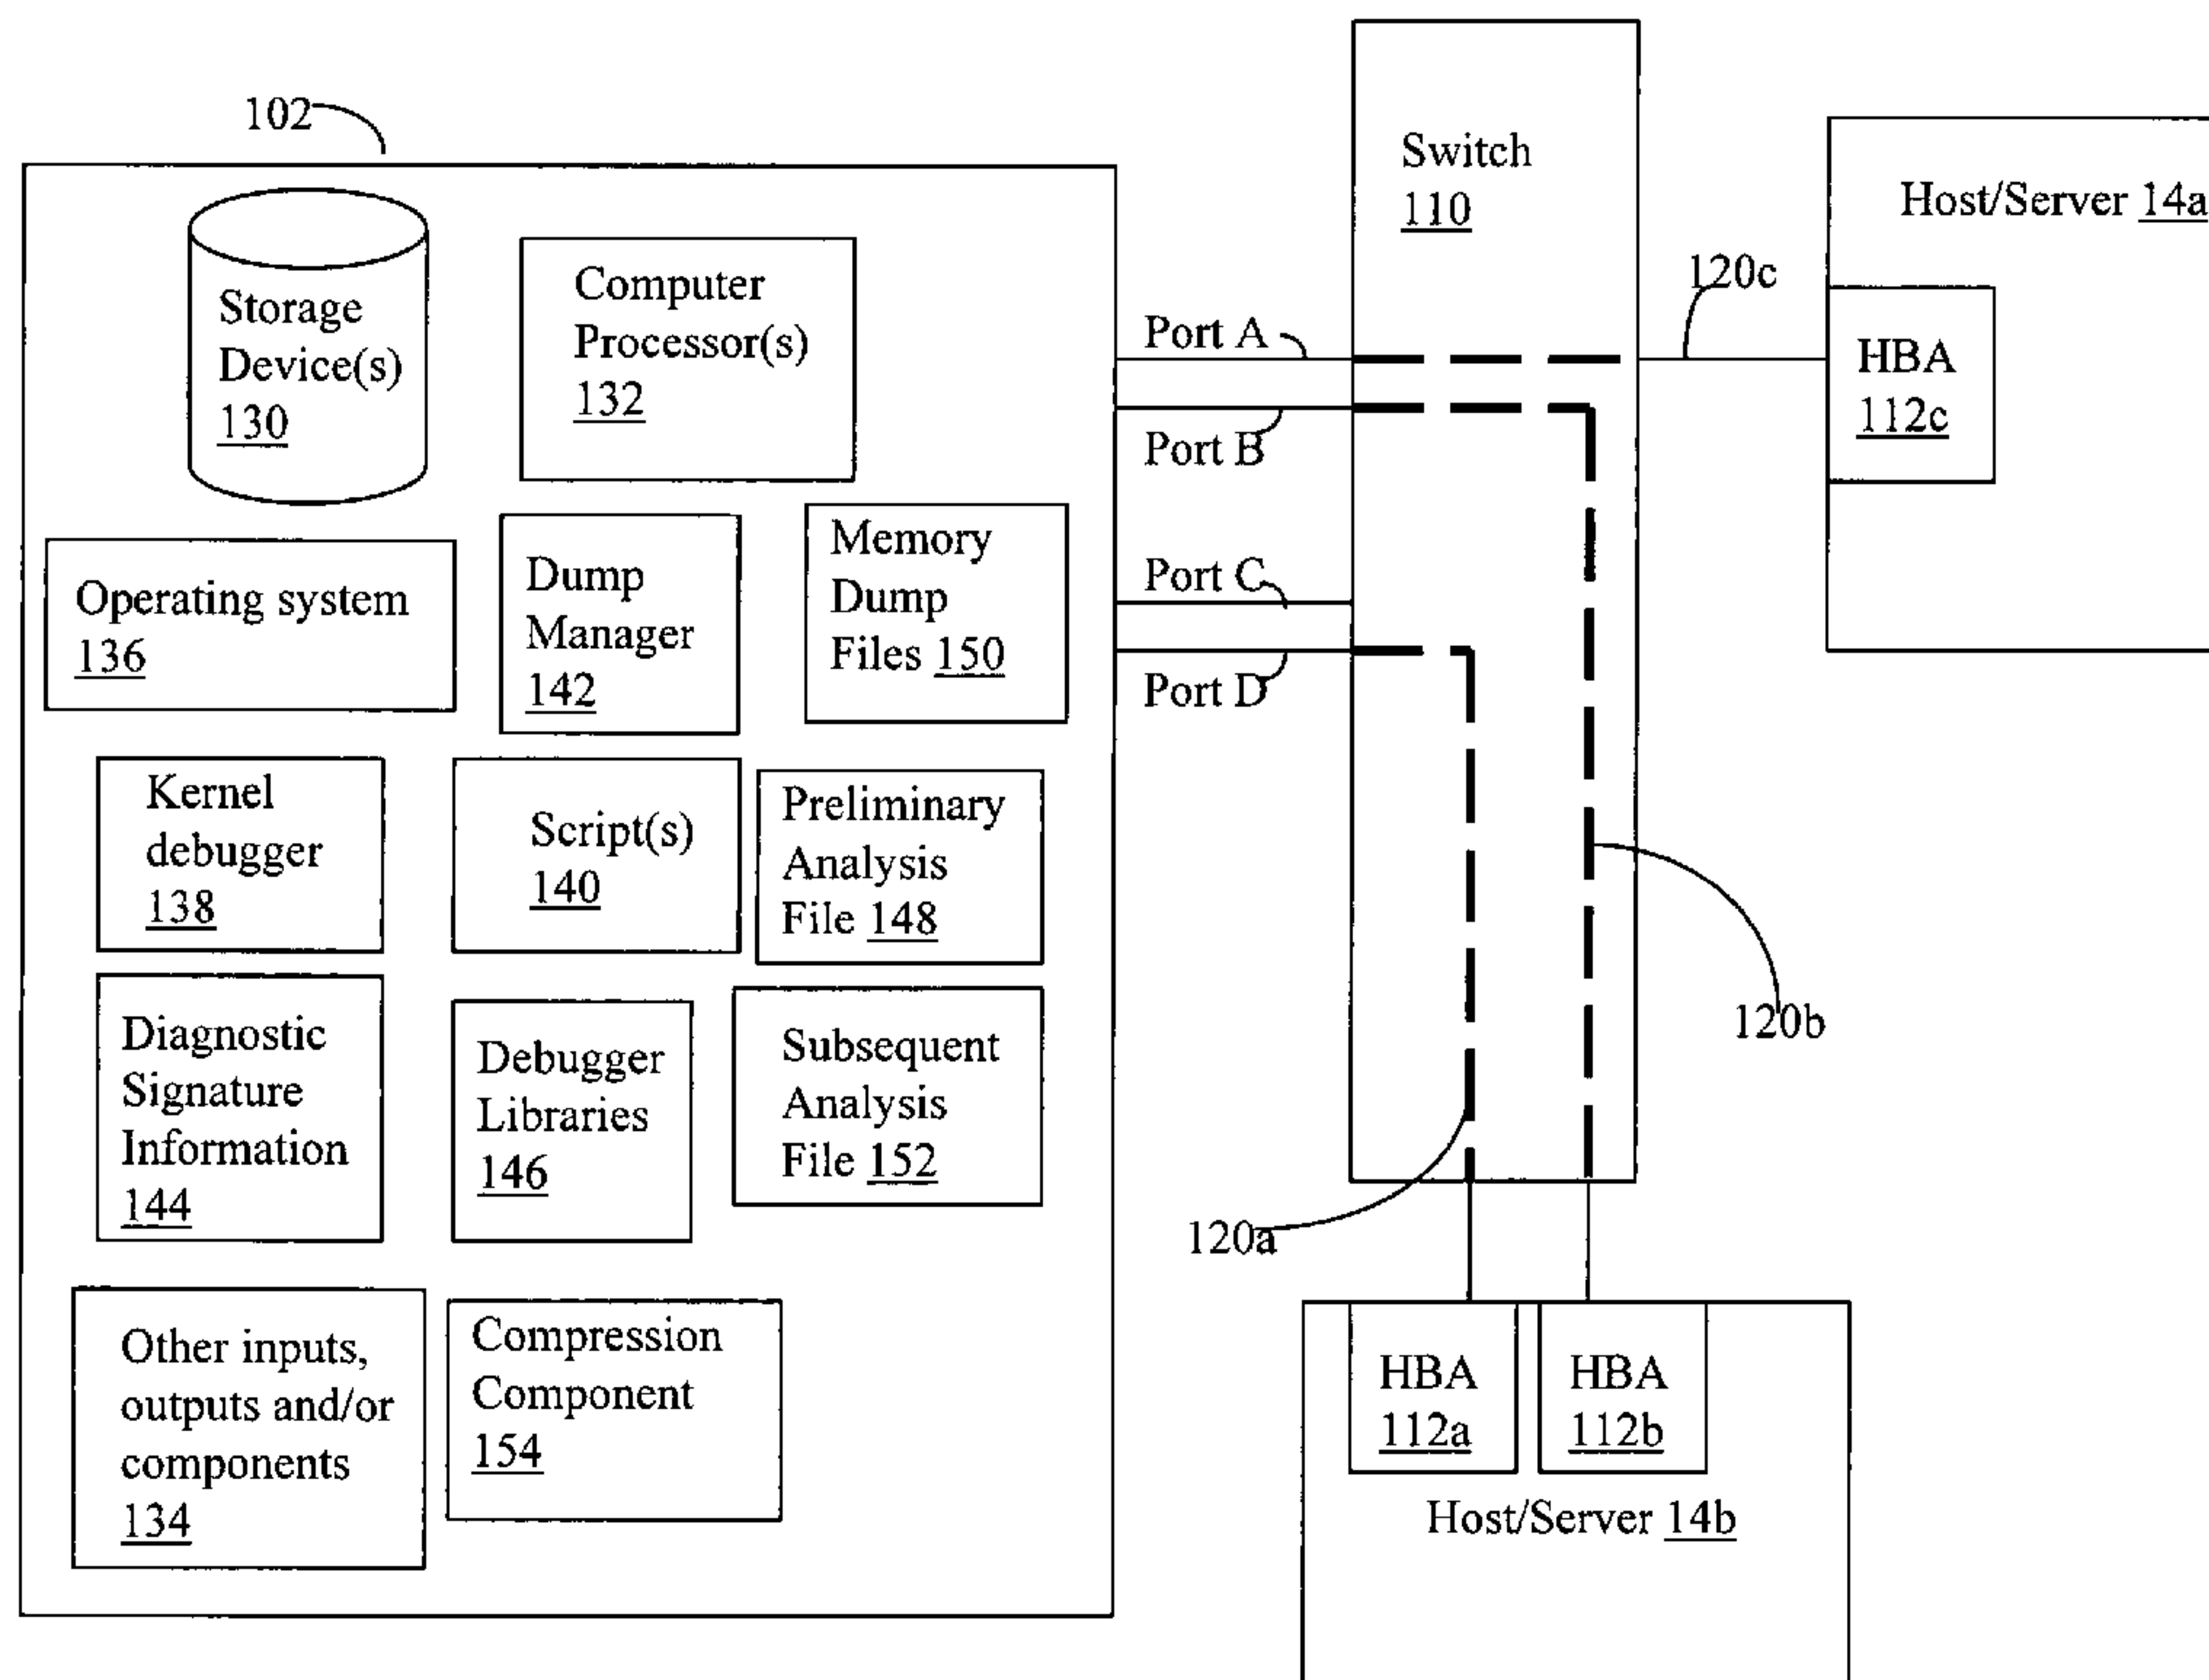 102
Storage
Device(s)
130
Computer
Processor(s)
132
Operating system
136
Dump
Manager
142
Memory
Dump
Files 150
Kernel
debugger
138
Script(s)
140
Preliminary
Analysis
File 148
Diagnostic
Signature
Information
144
Debugger
Libraries
146
Subsequent
Analysis
File 152
Other inputs,
outputs and/or
components
134
Compression
Component
154
Port A
Port B
Port C
Port D
Switch
110
120c
120b
120a
Host/Server 14a
HBA
112c
HBA
112a
HBA
112b
Host/Server 14b